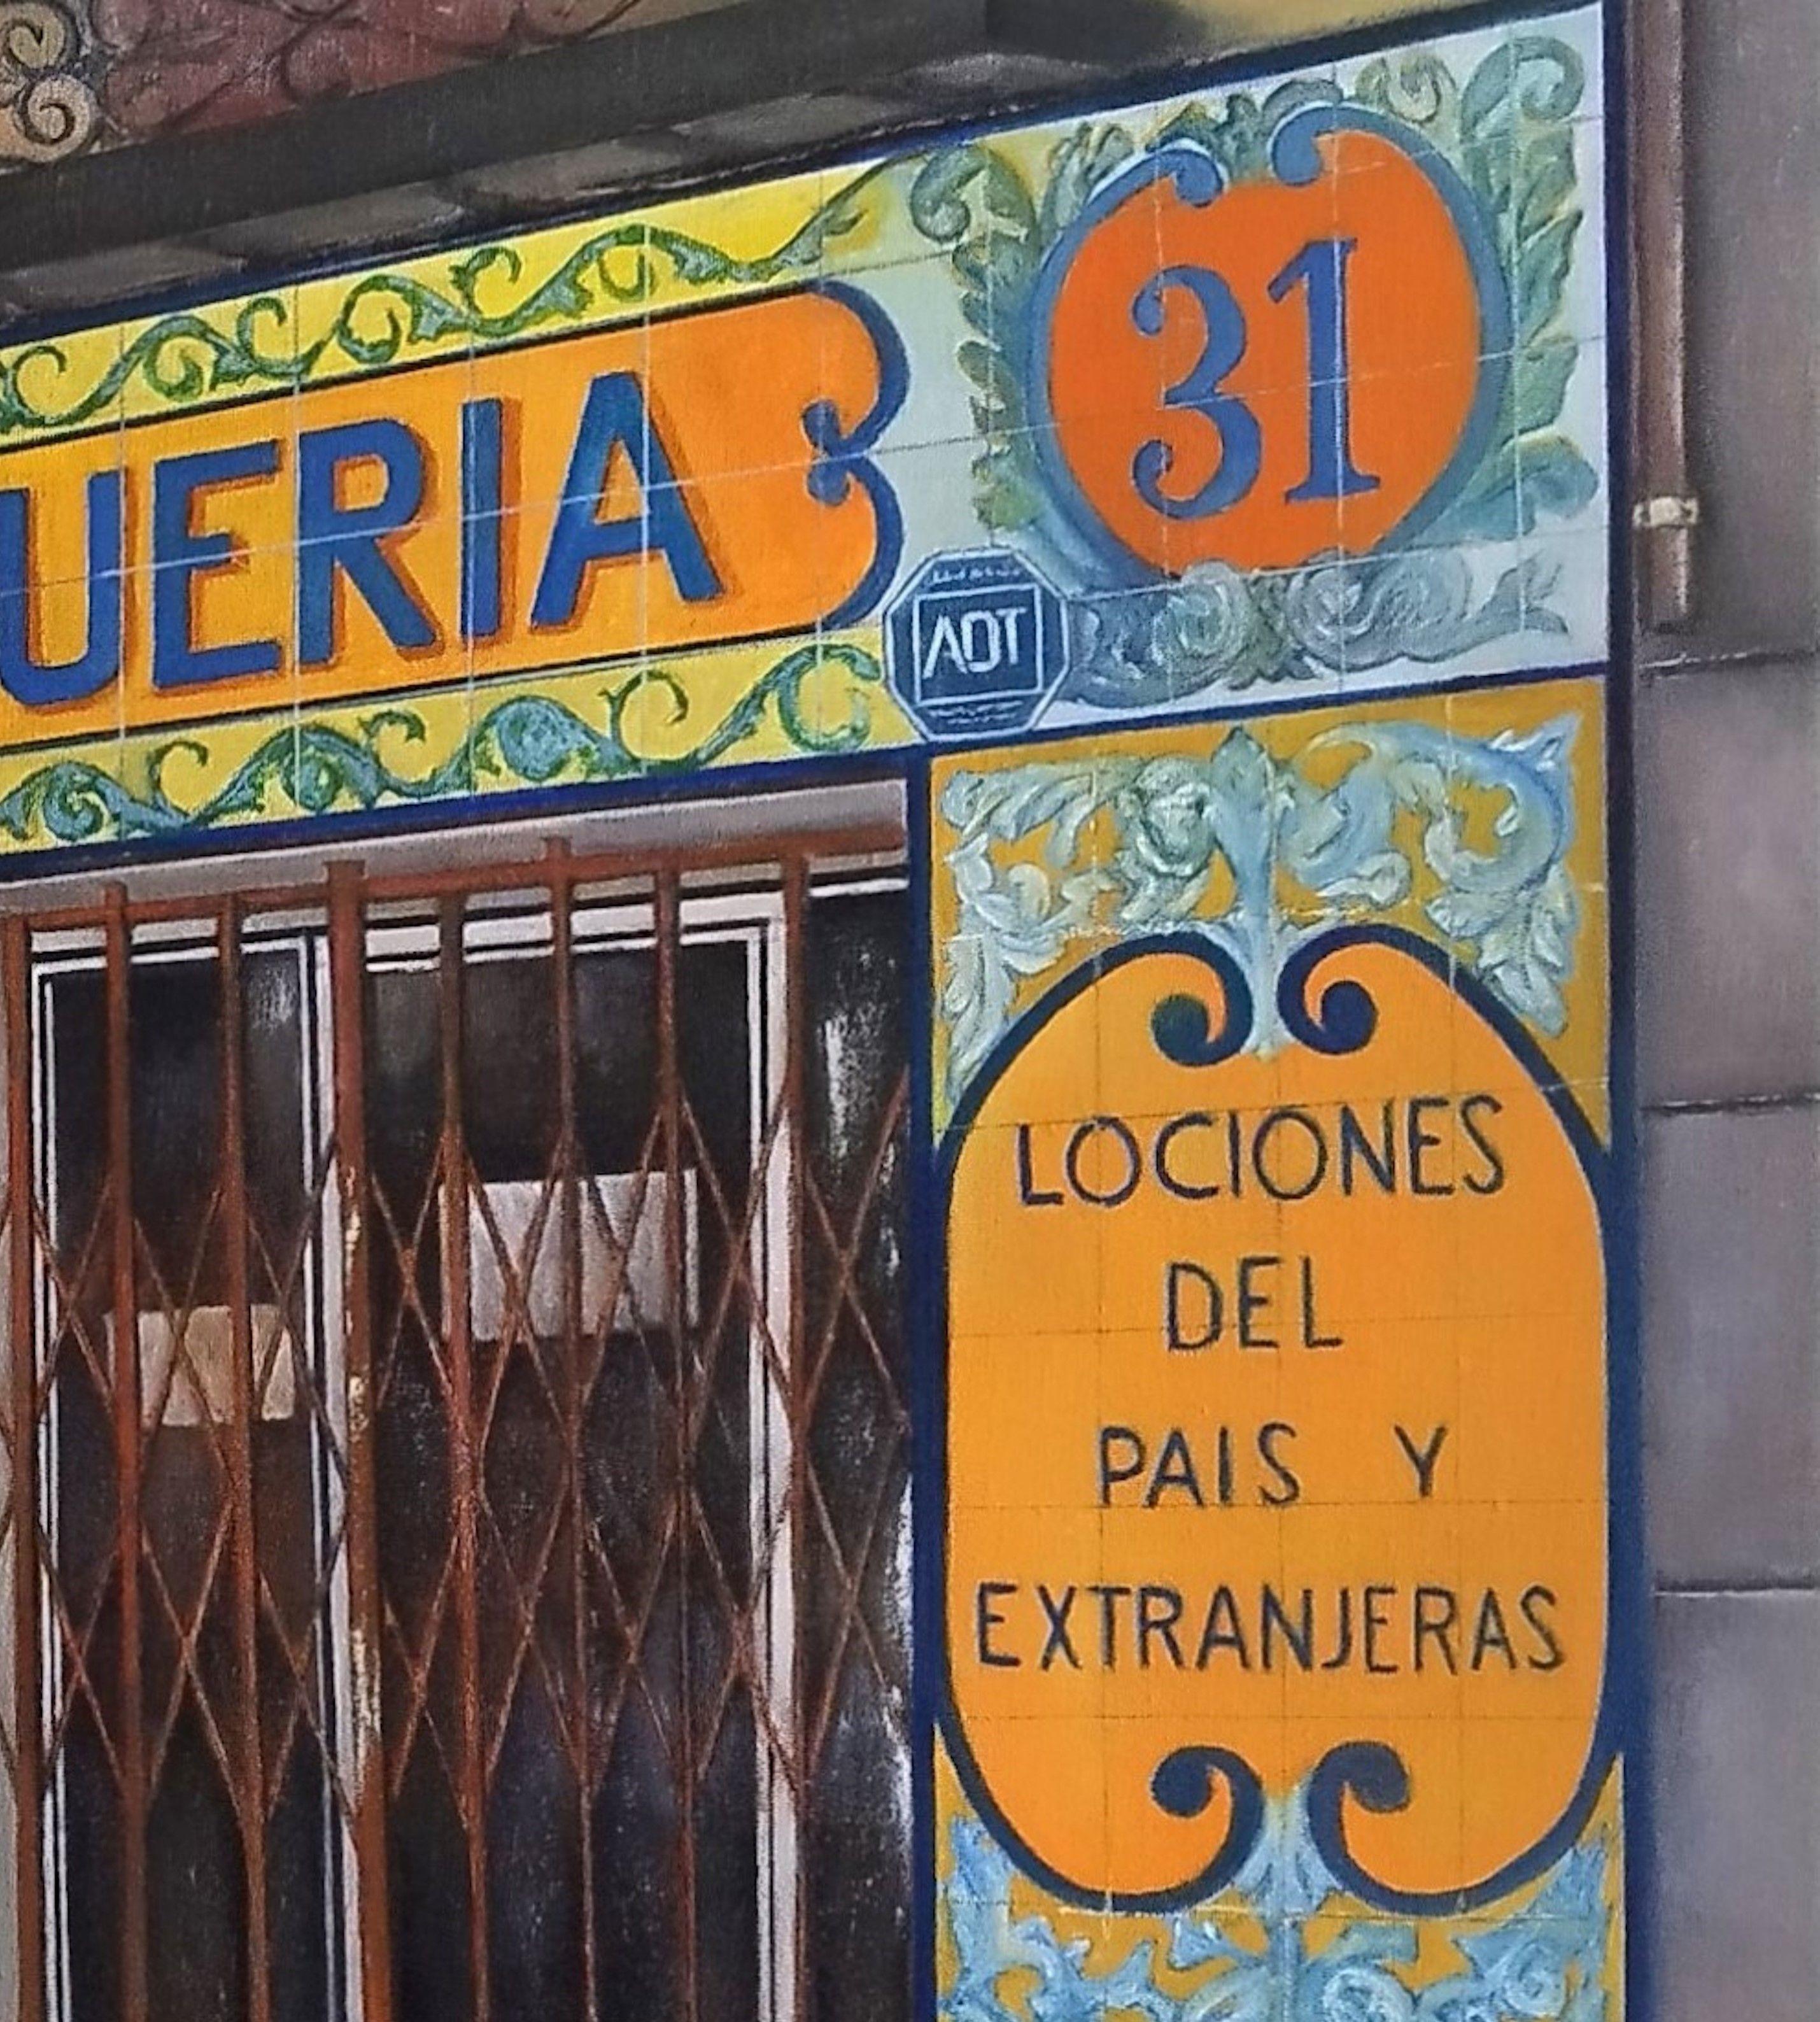 UERIA
31
ADT
LOCIONES
DEL
PAIS Y
EXTRANJERAS